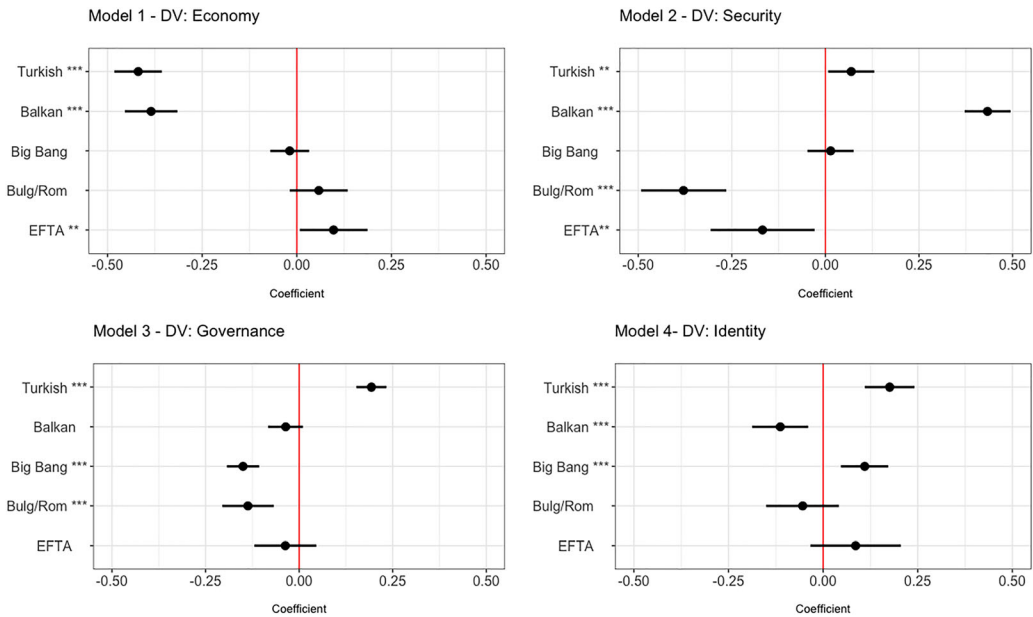 Model 1 - DV: Economy
Turkish ***
Balkan ***
Big Bang
Bulg/Rom
EFTA **
-0.50 -0.25 0.00 0.25 0.50
Coefficient
Model 2 - DV: Security
Turkish **
Balkan ***
Big Bang
Bulg/Rom ***
EFTA**
-0.50 -0.25 0.00 0.25 0.50
Coefficient
Model 3 - DV: Governance
Turkish ***
Balkan
Big Bang ***
Bulg/Rom ***
EFTA
-0.50 -0.25 0.00 0.25 0.50
Coefficient
Model 4- DV: Identity
Turkish ***
Balkan ***
Big Bang ***
Bulg/Rom
EFTA
-0.50 -0.25 0.00 0.25 0.50
Coefficient